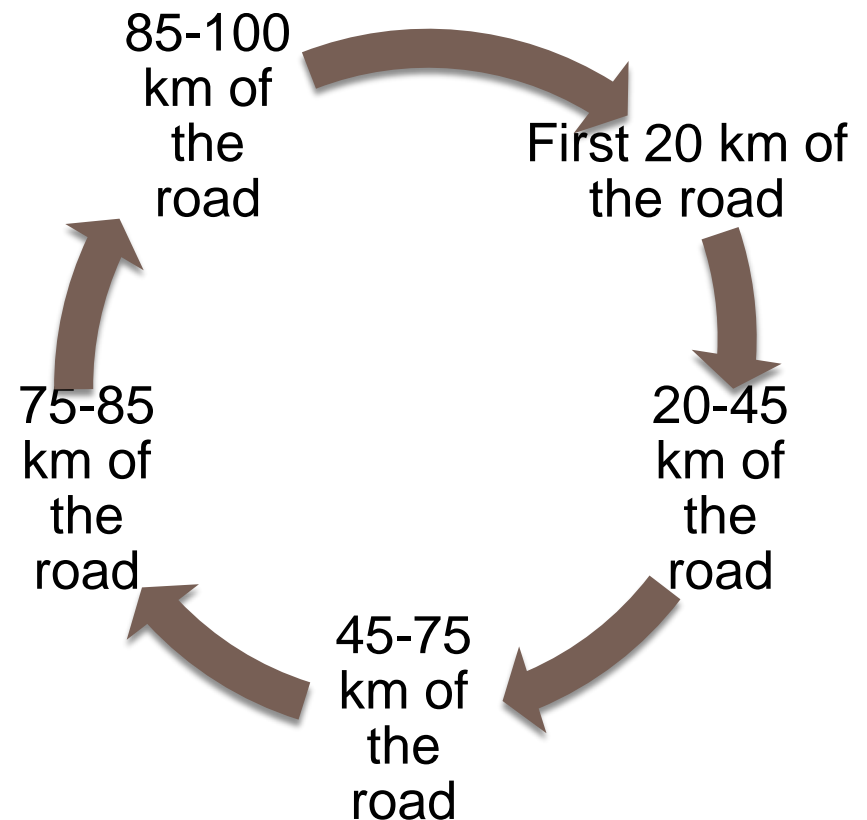 85-100
km of
the
road
First 20 km of
the road
20-45
km of
the
road
45-75
km of
the
road
75-85
km of
the
road